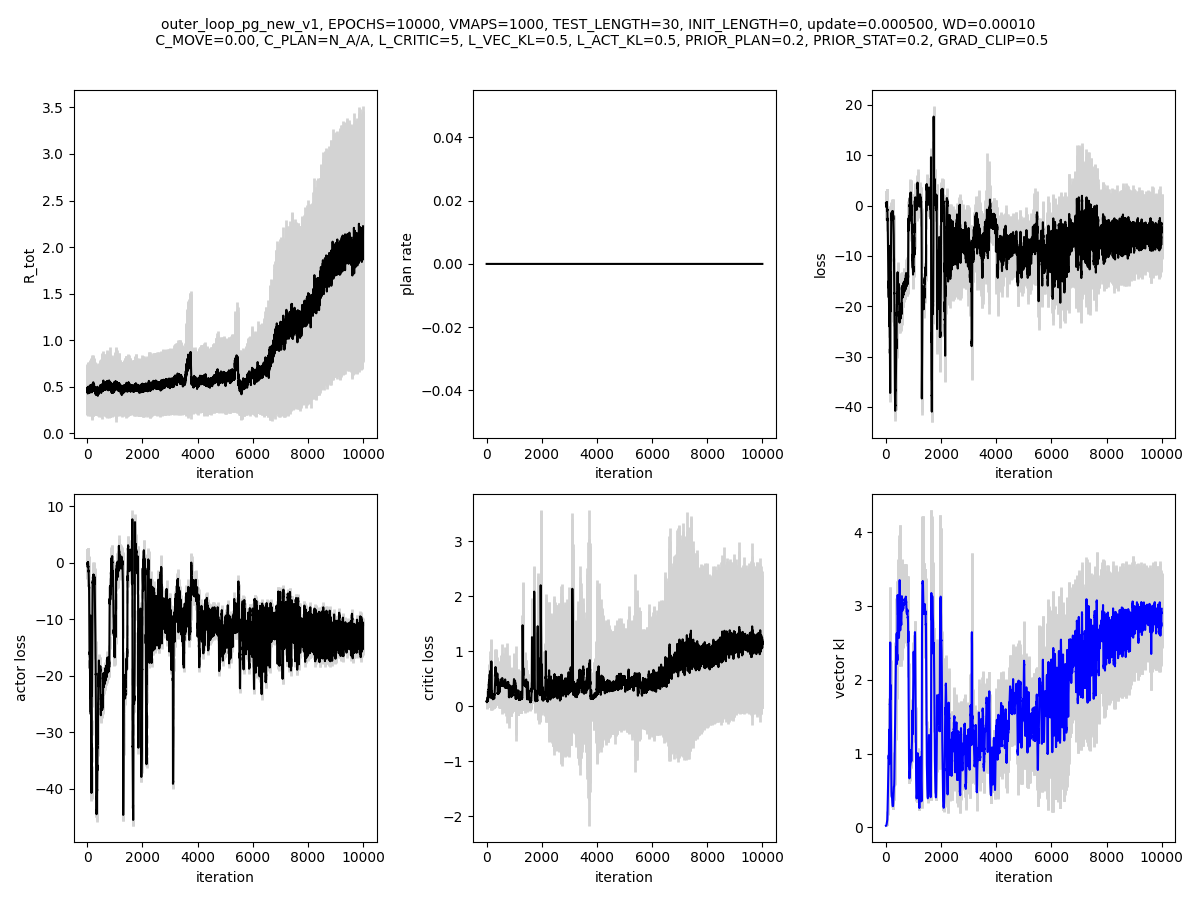 outer_loop_pg_new_v1, EPOCHS=10000, VMAPS=1000, TEST_LENGTH=30, INIT_LENGTH=0, update=0.000500, WD=0.00010
C_MOVE=0.00, C_PLAN=N_A/A, L_CRITIC=5, L_VEC_KL=0.5, L_ACT_KL=0.5, PRIOR_PLAN=0.2, PRIOR_STAT=0.2, GRAD_CLIP=0.5
R_tot
3.5
3.0
2.5
2.0
1.5
1.0
0.5
0.0
0 2000 4000 6000 8000 10000
iteration
plan rate
0.04
0.02
0.00
−0.02
−0.04
0 2000 4000 6000 8000 10000
iteration
loss
20
10
0
−10
−20
−30
−40
0 2000 4000 6000 8000 10000
iteration
actor loss
10
0
−10
−20
−30
−40
0 2000 4000 6000 8000 10000
iteration
critic loss
3
2
1
0
−1
−2
0 2000 4000 6000 8000 10000
iteration
vector kl
4
3
2
1
0
0 2000 4000 6000 8000 10000
iteration